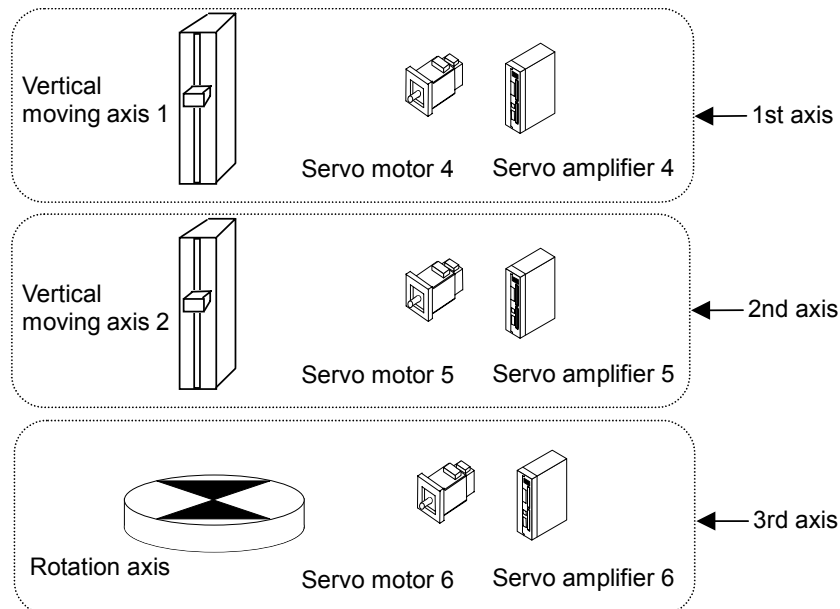 Vertical
moving axis 1
Servo motor 4
Servo amplifier 4
1st axis
Vertical
moving axis 2
Servo motor 5
Servo amplifier 5
2nd axis
Rotation axis
Servo motor 6
Servo amplifier 6
3rd axis